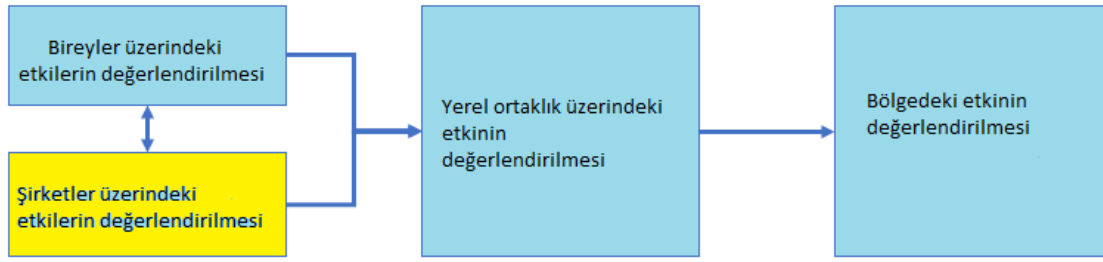 Bireyler üzerindeki
etkilerin değerlendirilmesi
Şirketler üzerindeki
etkilerin değerlendirilmesi
Yerel ortaklık üzerindeki
etkinin
değerlendirilmesi
Bölgedeki etkinin
değerlendirilmesi